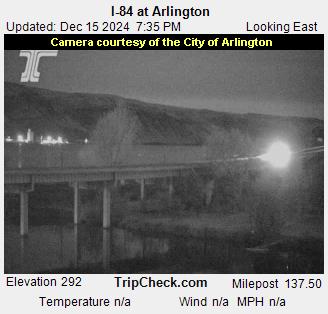 I-84 at Arlington
Updated: Dec 15 2024 7:35 PM Looking East
Camera courtesy of the City of Arlington
Elevation 292 TripCheck.com Milepost 137.50
Temperature n/a Wind n/a MPH n/a